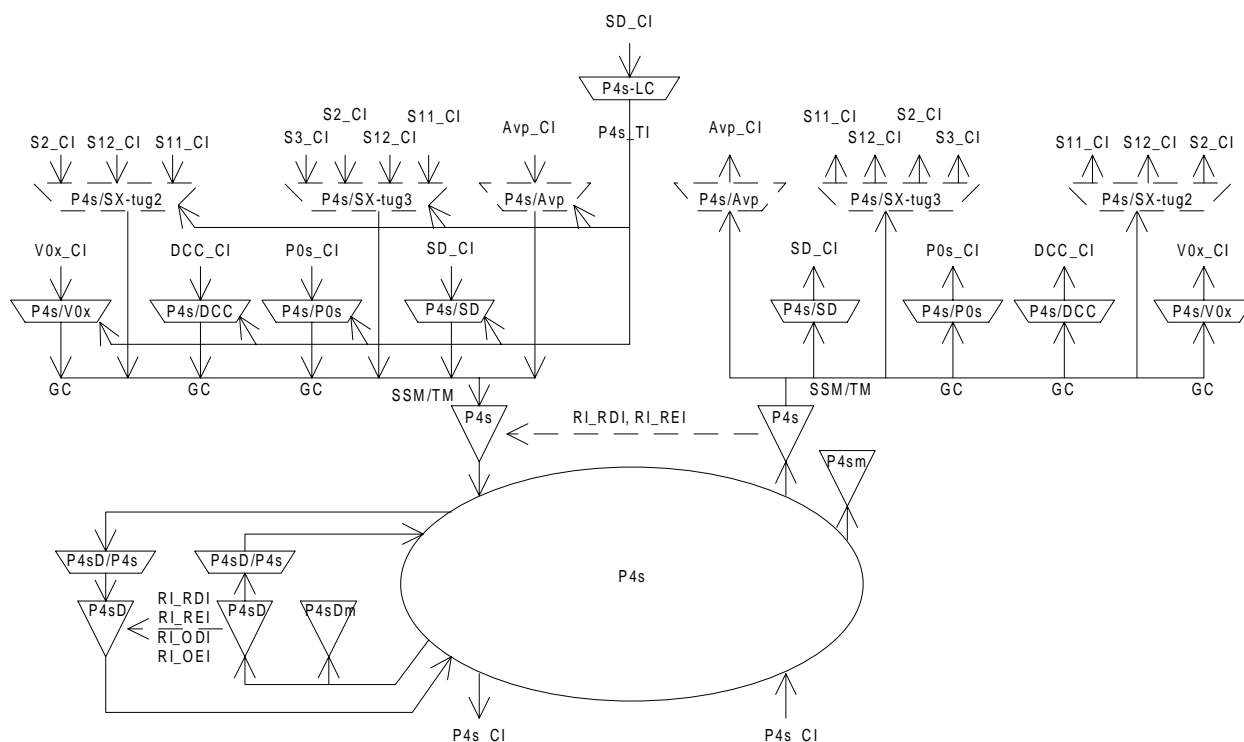 SD_CI
P4s-LC
S2_CI S11_CI
S2_CI S12_CI S11_CI S3_CI S12_CI Avp_CI P4s_TI Avp_CI
S11_CI S2_CI
S12_CI S3_CI S11_CI S12_CI S2_CI
P4s/SX-tug2 P4s/SX-tug3 P4s/Avp P4s/Avp P4s/SX-tug3 P4s/SX-tug2
V0x_CI DCC_CI P0s_CI SD_CI SD_CI P0s_CI DCC_CI V0x_CI
P4s/V0x P4s/DCC P4s/P0s P4s/SD P4s/SD P4s/P0s P4s/DCC P4s/V0x
GC GC GC SSM/TM SSM/TM GC GC GC
P4s RI_RDI, RI_REI P4s
P4sm
P4sD/P4s P4sD/P4s P4s
RI_RDI
P4sD RI_REI P4sD P4sDm
RI_ODI
RI_OEI
P4s_CI P4s_CI